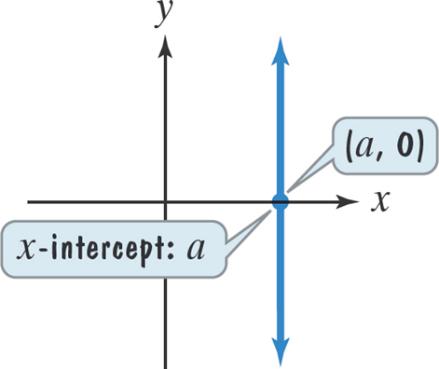 y
(a, 0)
x
x-intercept: a